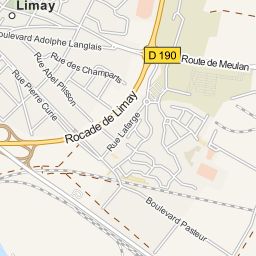 Limay
Boulevard Adolphe Langlais
D 190
Route de Meulan
Rue des Champarts
Rue Abel Plisson
Rue Pierre Curie
Rocade de Limay
Rue Lafarge
Boulevard Pasteur